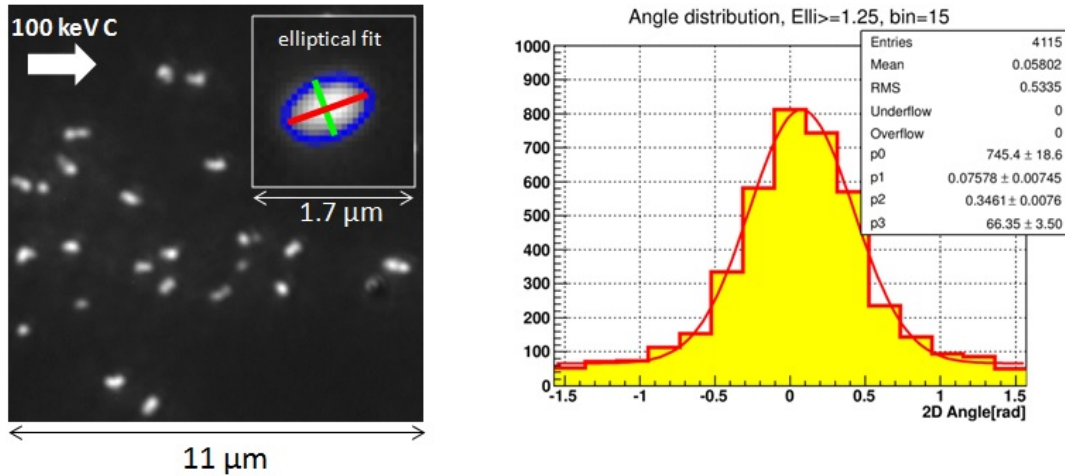 100 keV C
elliptical fit
1.7 µm
11 µm
Angle distribution, Elli>=1.25, bin=15
Entries 4115
Mean 0.05802
RMS 0.5335
Underflow 0
Overflow 0
p0 745.4 ± 18.6
p1 0.07578 ± 0.00745
p2 0.3461 ± 0.0076
p3 66.35 ± 3.50
1000
900
800
700
600
500
400
300
200
100
0
-1.5 -1 -0.5 0 0.5 1 1.5
2D Angle[rad]